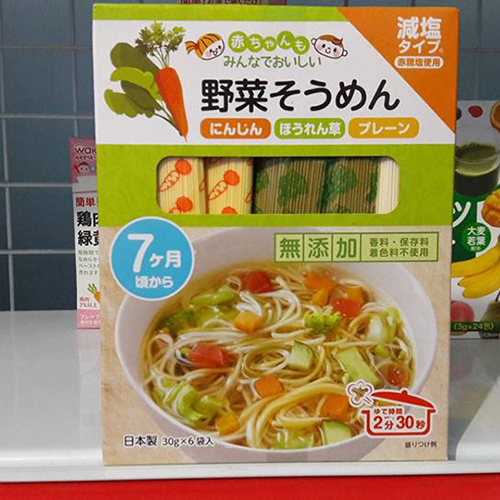 赤ちゃんも
みんなでおいしい
減塩
タイプ
赤穂塩使用
野菜そうめん
にんじん
ほうれん草
プレーン
7ヶ月
頃から
無添加
香料・保存料
着色料不使用
ゆで時間
2分30秒
盛りつけ例
日本製 30g×6袋入
wak
簡単
鶏肉
緑黄
大麦
若葉
(3g×24包)